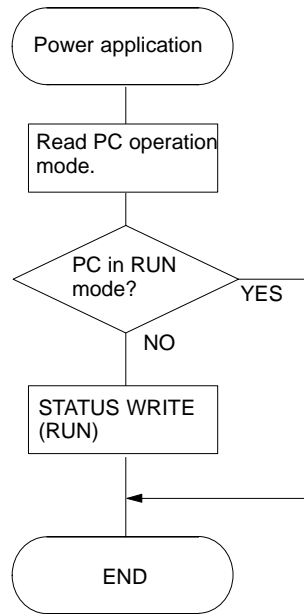 Power application
Read PC operation
mode.
PC in RUN
mode?
YES
NO
STATUS WRITE
(RUN)
END